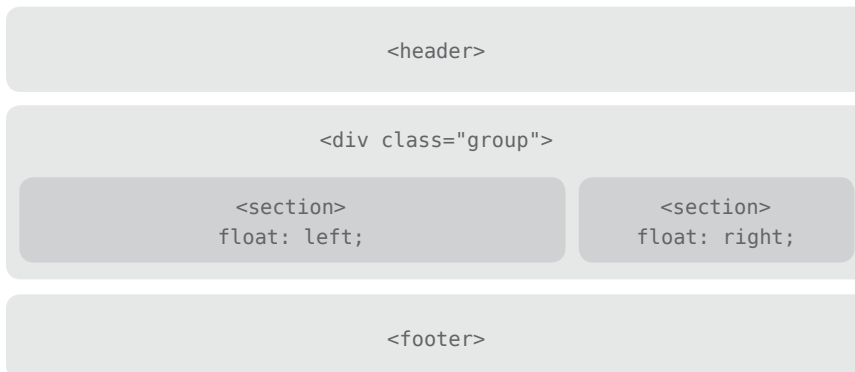 <header>
<div class="group">
<section>
float: left;
<section>
float: right;
<footer>